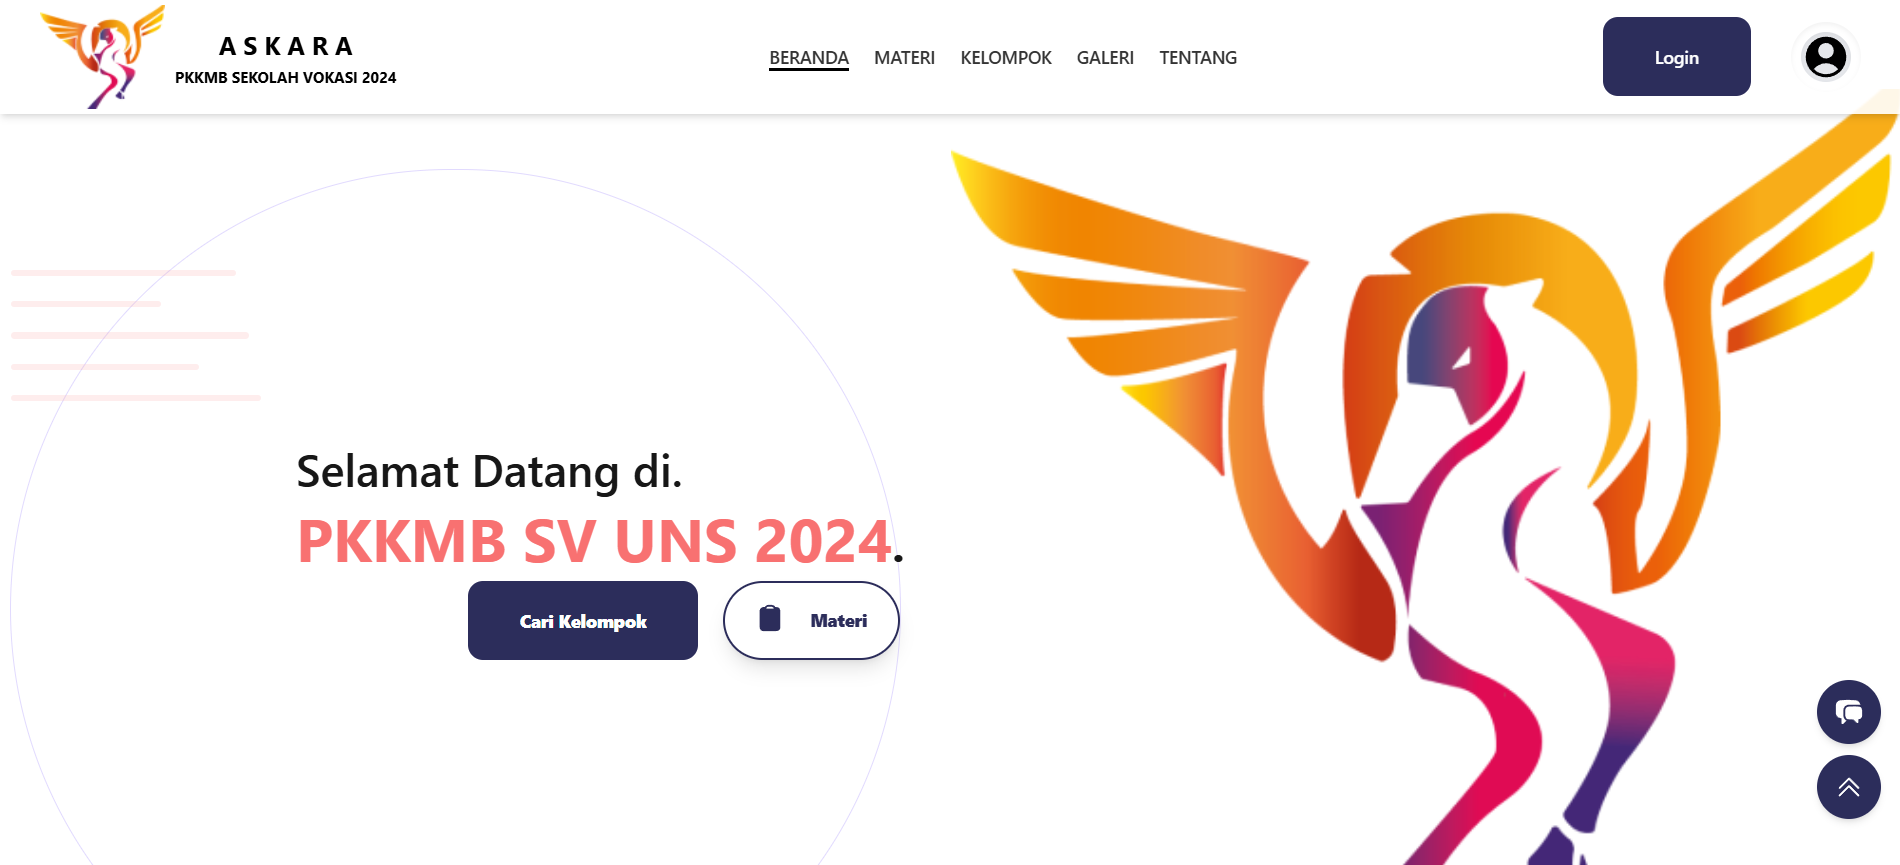 A S K A R A
PKKMB SEKOLAH VOKASI 2024
BERANDA MATERI KELOMPOK GALERI TENTANG
Login
Selamat Datang di.
PKKMB SV UNS 2024.
Cari Kelompok
Materi